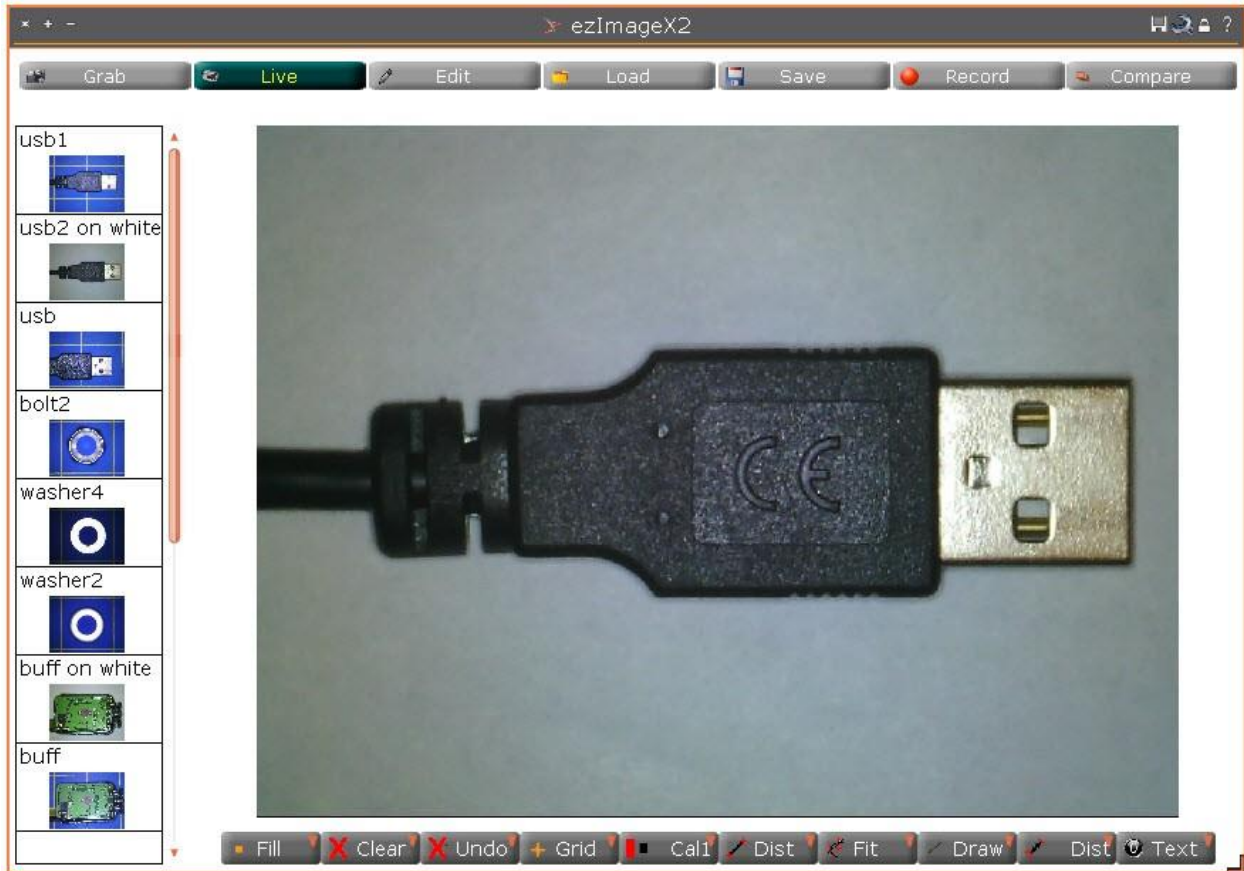 ezImageX2
?
Grab Live Edit Load Save Record Compare
usb1
usb2 on white
usb
bolt2
washer4
washer2
buff on white
buff
CE
Fill Clear Undo Grid Cal1 Dist Fit Draw Dist Text